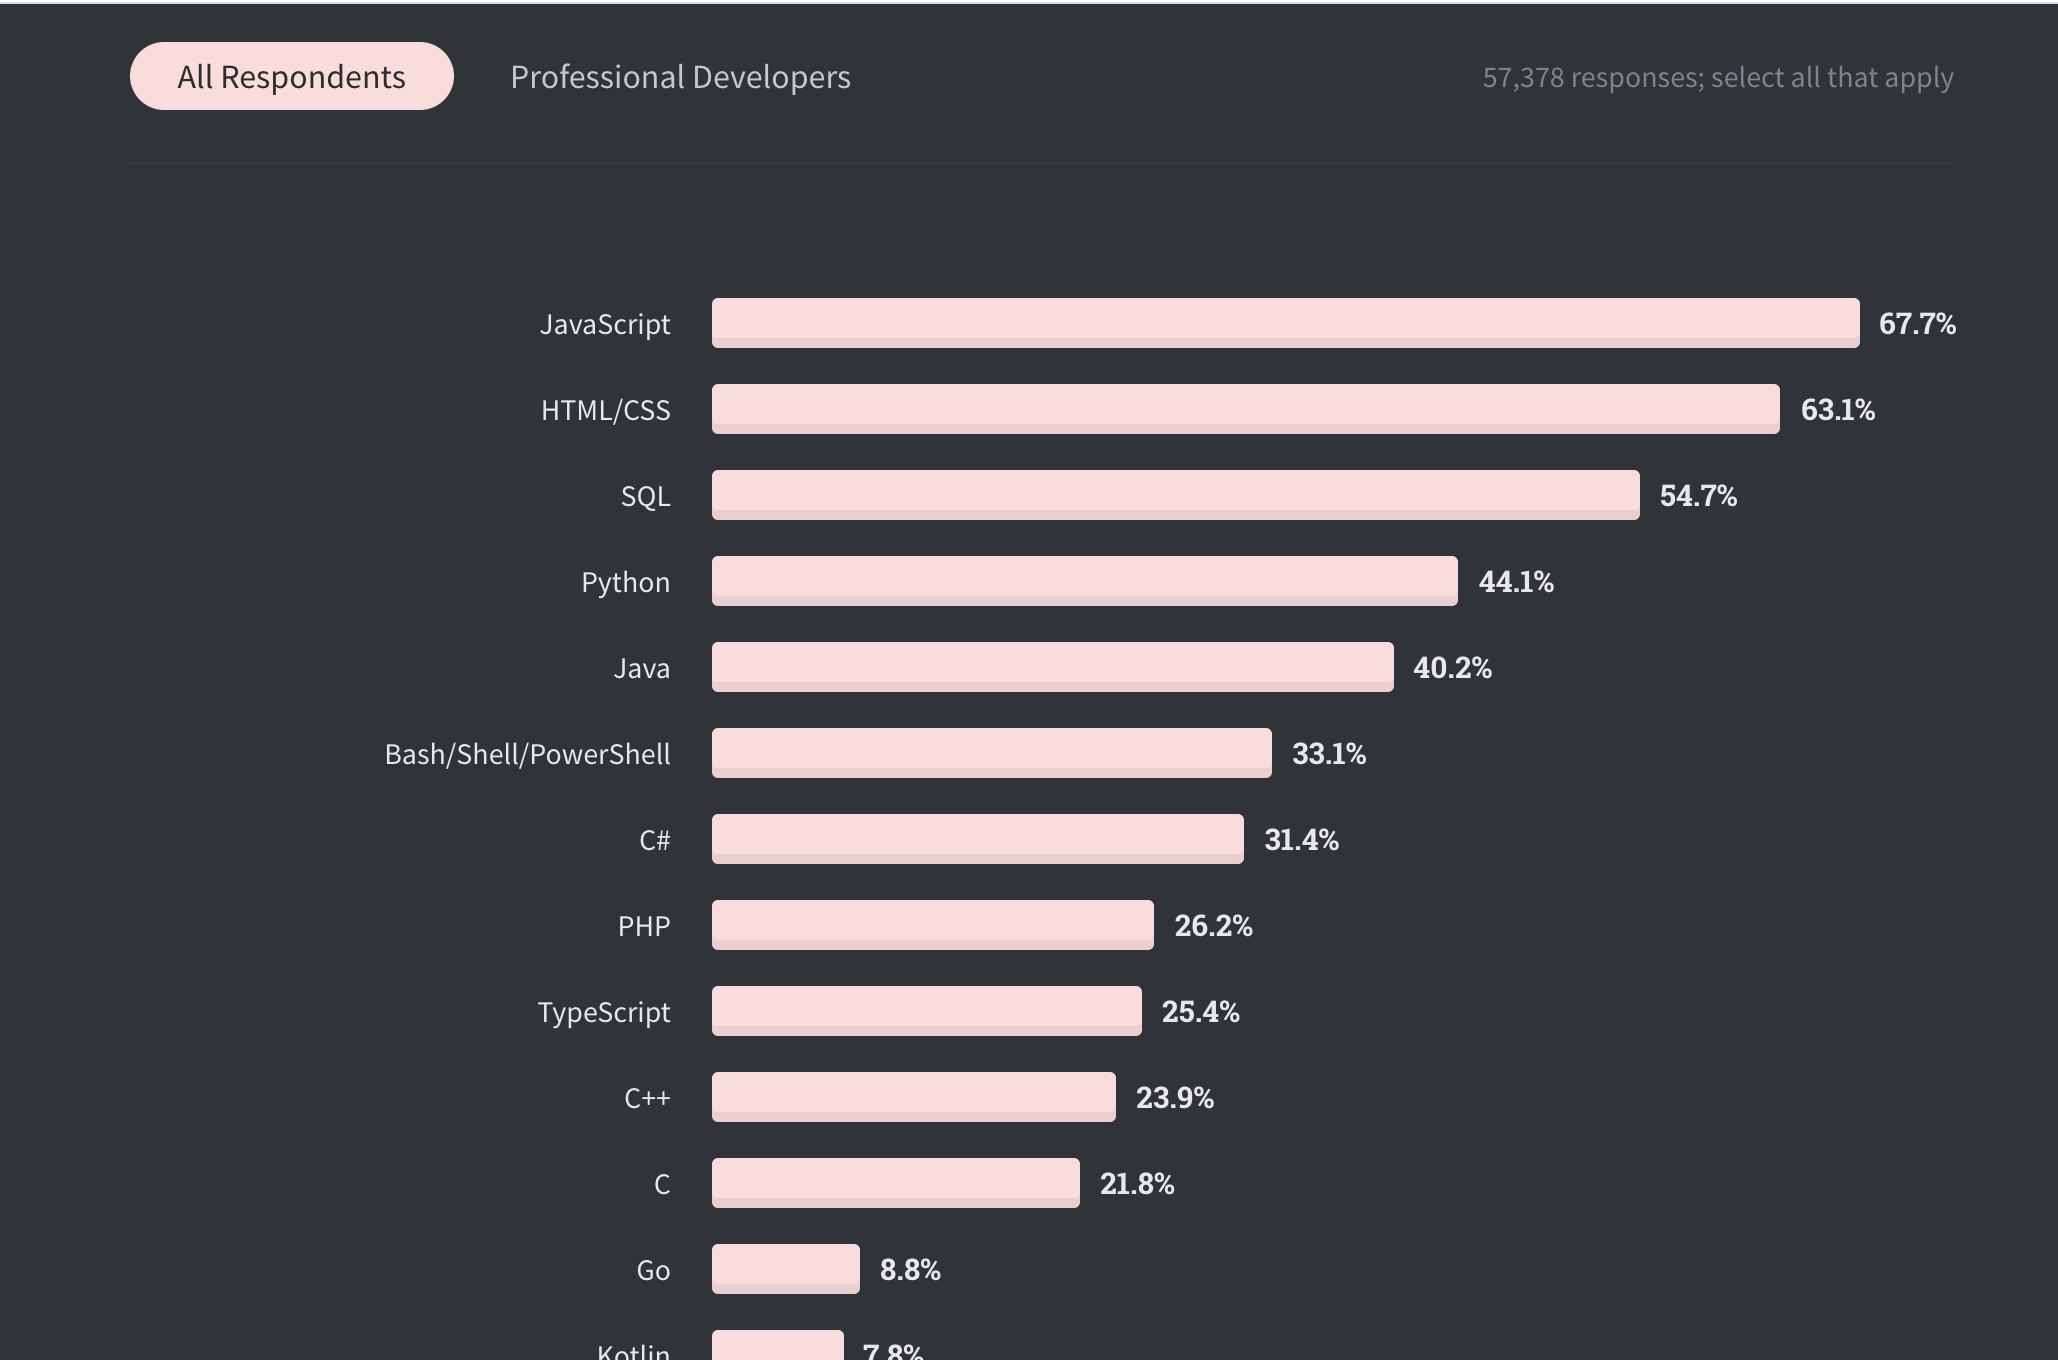 All Respondents
Professional Developers
57,378 responses; select all that apply
JavaScript 67.7%
HTML/CSS 63.1%
SQL 54.7%
Python 44.1%
Java 40.2%
Bash/Shell/PowerShell 33.1%
C# 31.4%
PHP 26.2%
TypeScript 25.4%
C++ 23.9%
C 21.8%
Go 8.8%
Kotlin 7.8%